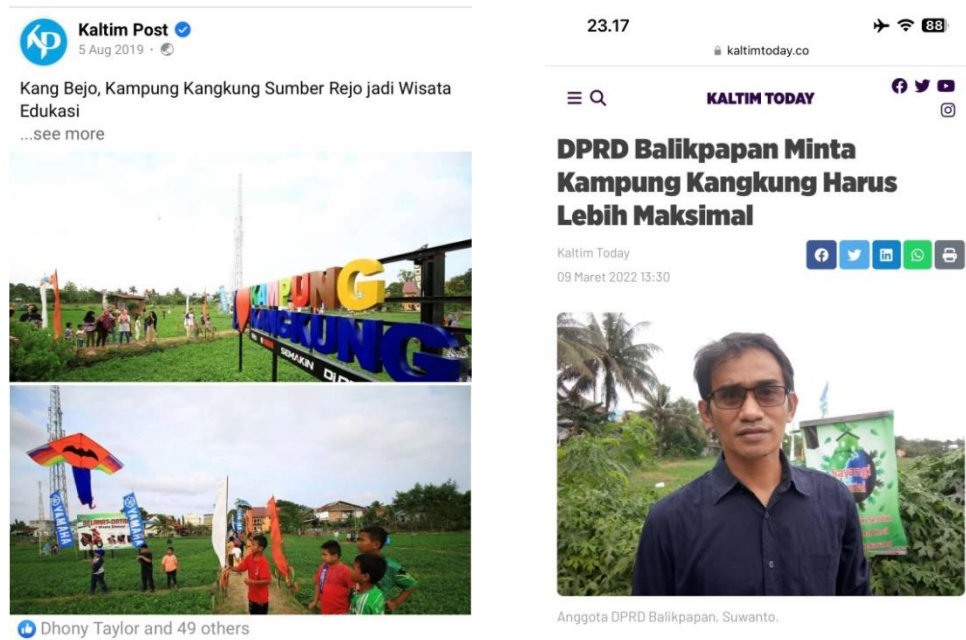 Kaltim Post
5 Aug 2019
Kang Bejo, Kampung Kangkung Sumber Rejo jadi Wisata
Edukasi
...see more
KAMPUNG
KANGKUNG
SEMAKIN
YAMAHA
YAMAHA
Dhony Taylor and 49 others
23.17
88
kaltimtoday.co
KALTIM TODAY
DPRD Balikpapan Minta
Kampung Kangkung Harus
Lebih Maksimal
Kaltim Today
09 Maret 2022 13:30
Sayangi
Anggota DPRD Balikpapan, Suwanto.